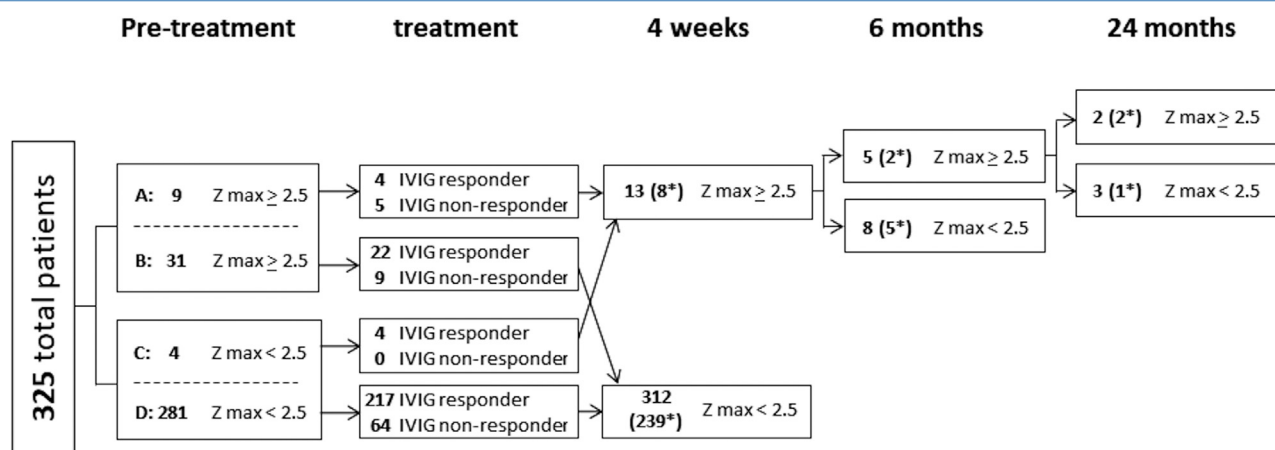 Pre-treatment treatment 4 weeks 6 months 24 months
325 total patients
A: 9 Z max ≥ 2.5
B: 31 Z max ≥ 2.5
C: 4 Z max < 2.5
D: 281 Z max < 2.5
4 IVIG responder
5 IVIG non-responder
22 IVIG responder
9 IVIG non-responder
4 IVIG responder
0 IVIG non-responder
217 IVIG responder
64 IVIG non-responder
13 (8*) Z max ≥ 2.5
312
(239*) Z max < 2.5
5 (2*) Z max ≥ 2.5
8 (5*) Z max < 2.5
2 (2*) Z max ≥ 2.5
3 (1*) Z max < 2.5